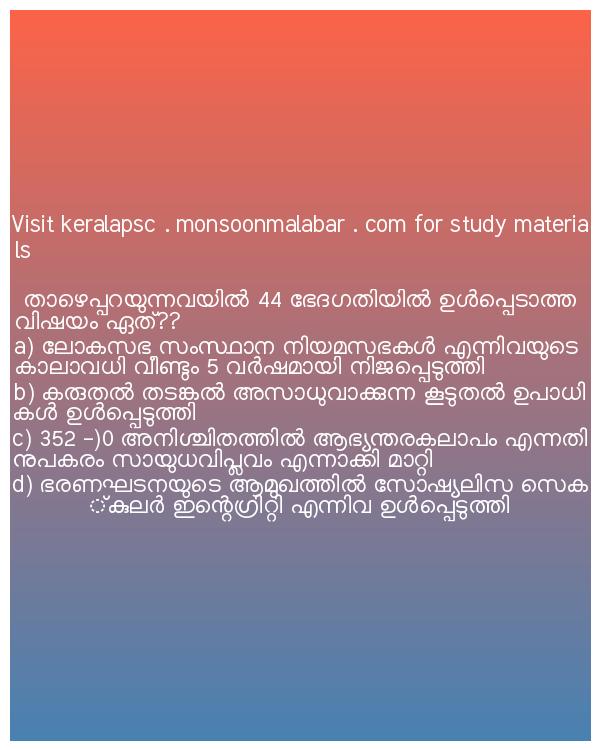 Visit keralapsc . monsoonmalabar . com for study materia
ls
താഴെപ്പറയുന്നവയിൽ 44 ഭേദഗതിയിൽ ഉൾപ്പെടാത്ത
വിഷയം ഏത്??
a) ലോകസഭ സംസ്ഥാന നിയമസഭകൾ എന്നിവയുടെ
കാലാവധി വീണ്ടും 5 വർഷമായി നിജപ്പെടുത്തി
b) കരുതൽ തടങ്കൽ അസാധുവാക്കുന്ന കൂടുതൽ ഉപാധി
കൾ ഉൾപ്പെടുത്തി
c) 352 -)0 അനിശ്ചിതത്തിൽ ആഭ്യന്തരകലാപം എന്നതി
നുപകരം സായുധവിപ്ലവം എന്നാക്കി മാറ്റി
d) ഭരണഘടനയുടെ ആമുഖത്തിൽ സോഷ്യലിസ സെക
്കുലർ ഇന്റെഗ്രിറ്റി എന്നിവ ഉൾപ്പെടുത്തി